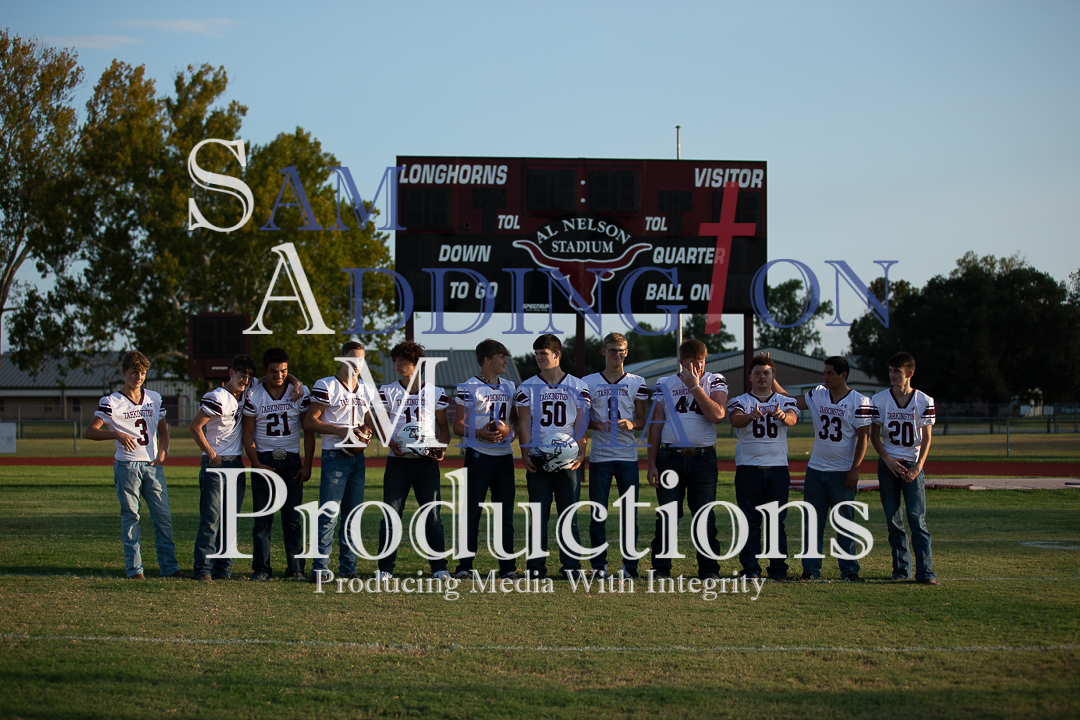 LONGHORNS VISITOR
TOL TOL
AL NELSON
STADIUM
DOWN QUARTER
TO GO BALL ON
SPECTRUM
SAM
ADDINGTON
MEDIA
Productions
Producing Media With Integrity
TARKINGTON
3
21
TARKINGTON
11
14
TARKINGTON
50
TARKINGTON
44
TARKINGTON
66
TARKINGTON
33
TARKINGTON
20